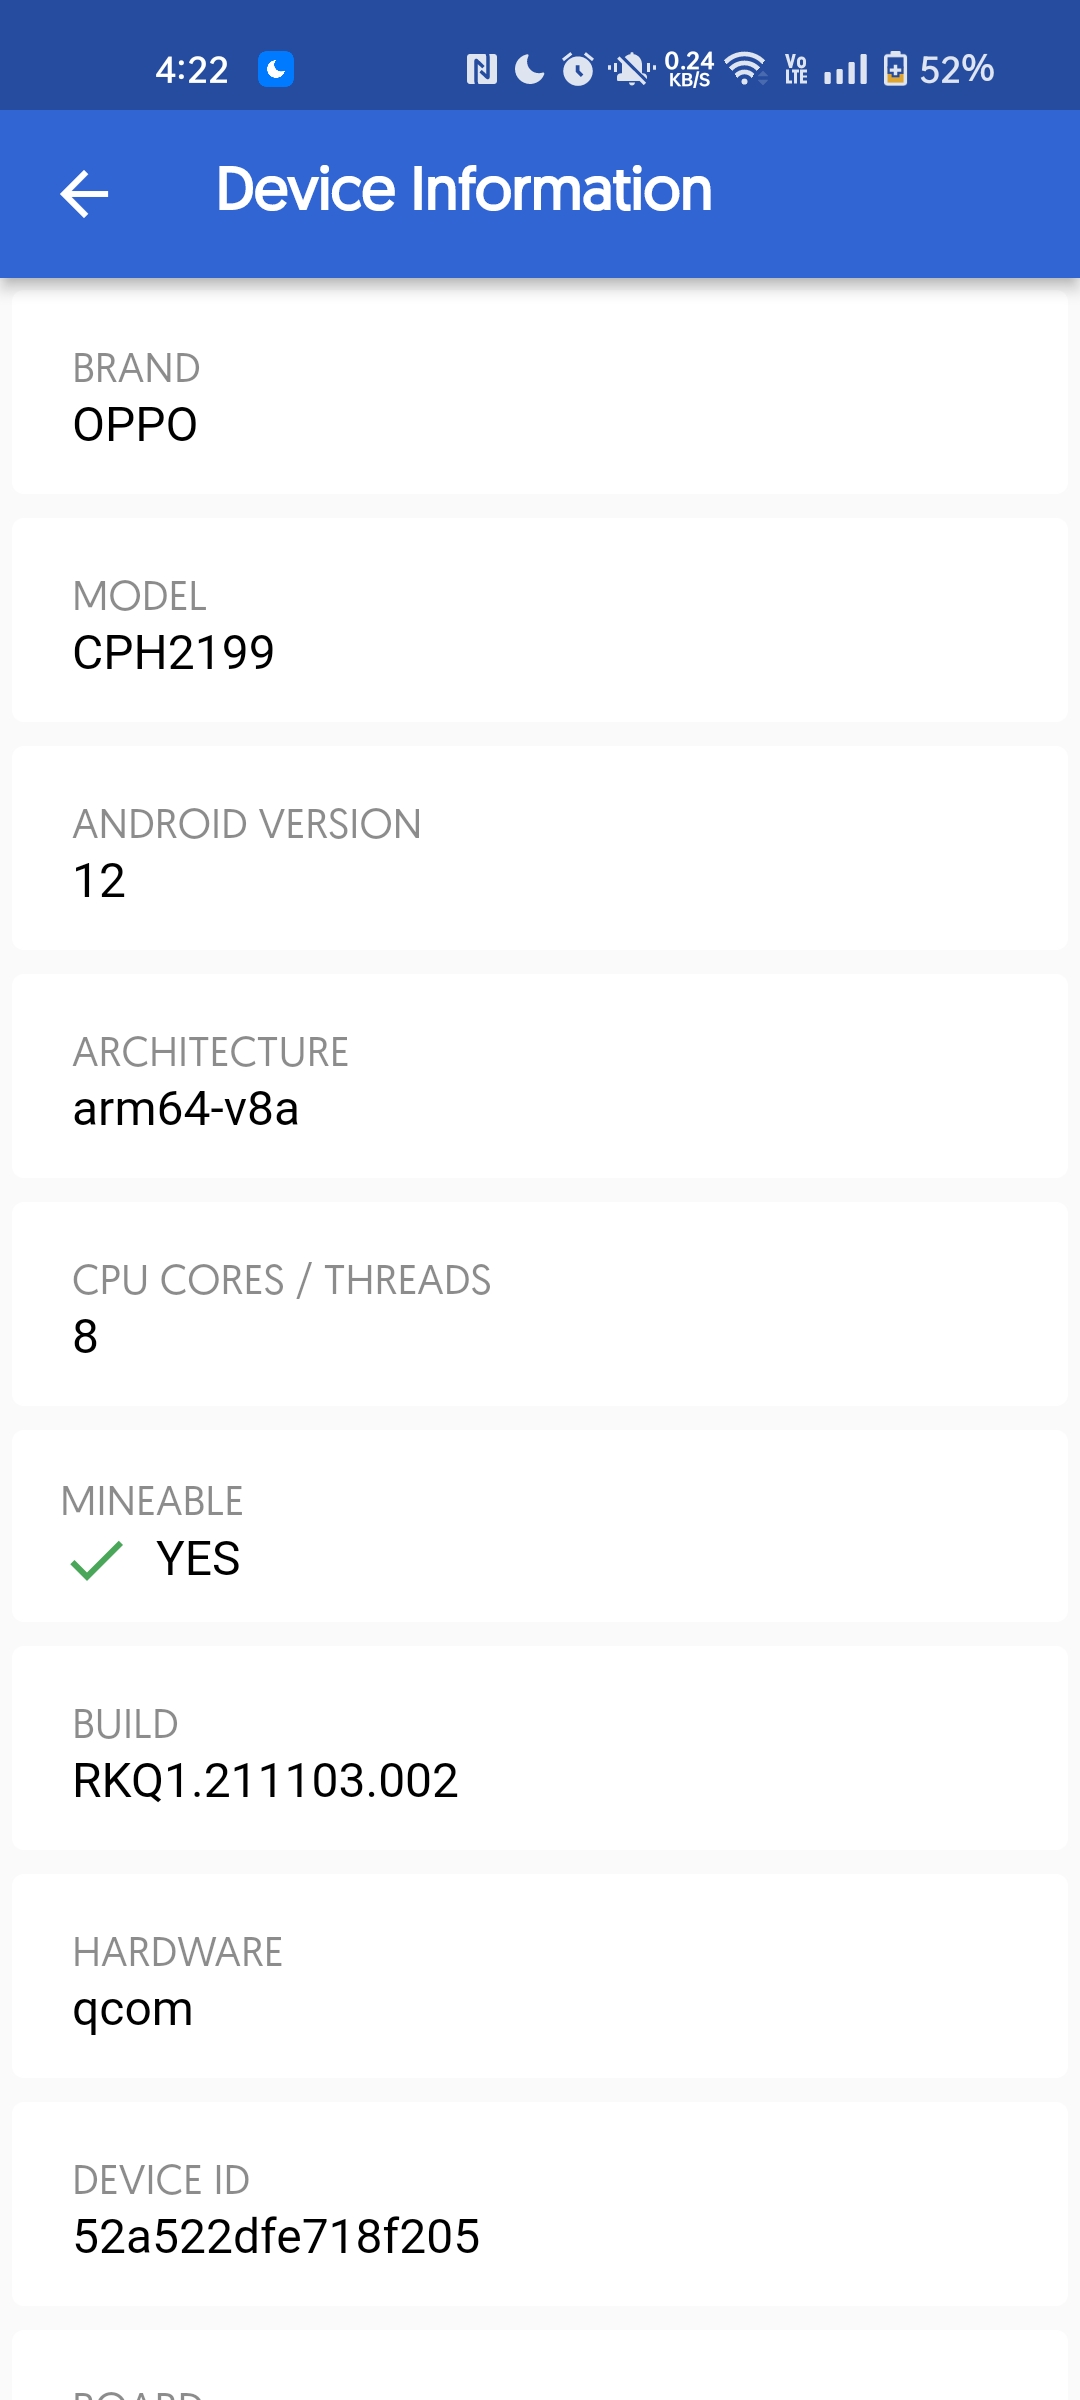 4:22 0.24 KB/S Vo LTE 52%
Device Information
BRAND
OPPO
MODEL
CPH2199
ANDROID VERSION
12
ARCHITECTURE
arm64-v8a
CPU CORES / THREADS
8
MINEABLE
YES
BUILD
RKQ1.211103.002
HARDWARE
qcom
DEVICE ID
52a522dfe718f205
BOARD